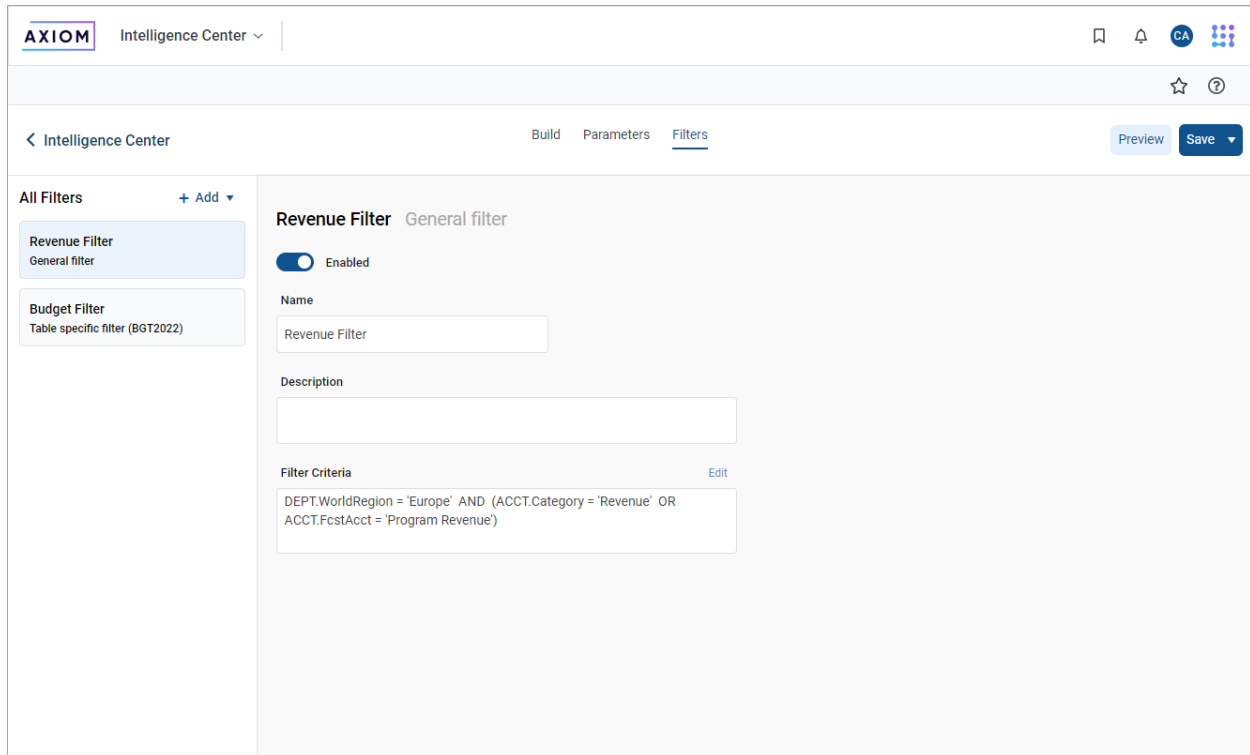 AXIOM
Intelligence Center
CA
Intelligence Center
Build Parameters Filters
Preview
Save
All Filters
+ Add
Revenue Filter
General filter
Budget Filter
Table specific filter (BGT2022)
Revenue Filter General filter
Enabled
Name
Revenue Filter
Description
Filter Criteria
Edit
DEPT.WorldRegion = 'Europe' AND (ACCT.Category = 'Revenue' OR
ACCT.FcstAcct = 'Program Revenue')